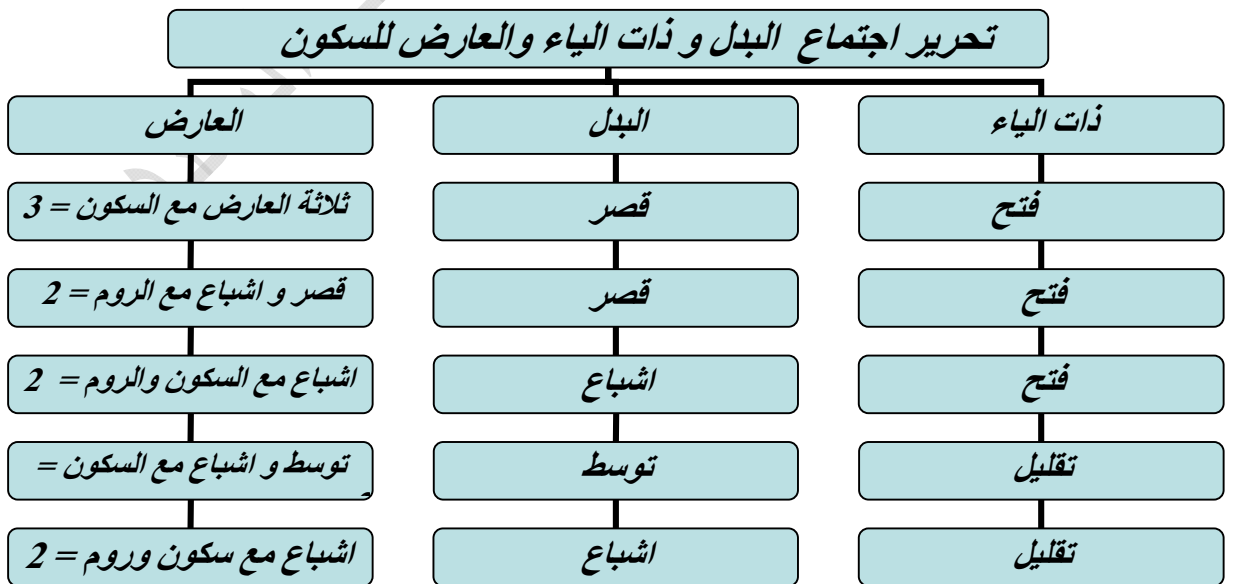 تحرير اجتماع البدل و ذات الياء والعارض للسكون
ذات الياء
البدل
العارض
فتح
قصر
ثلاثة العارض مع السكون = 3
فتح
قصر
قصر و اشباع مع الروم = 2
فتح
اشباع
اشباع مع السكون والروم = 2
تقليل
توسط
توسط و اشباع مع السكون =
تقليل
اشباع
اشباع مع سكون وروم = 2